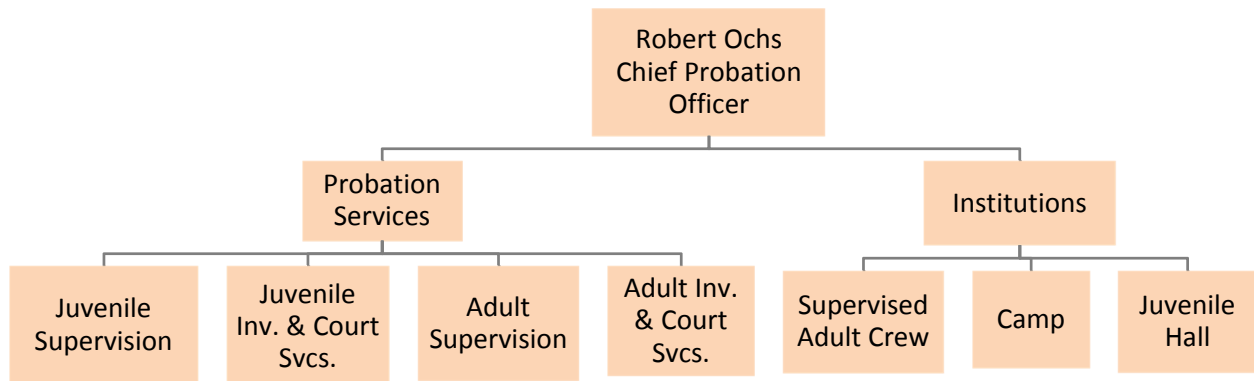 Robert Ochs
Chief Probation
Officer
Probation
Services
Institutions
Juvenile
Supervision
Juvenile
Inv. & Court
Svcs.
Adult
Supervision
Adult Inv.
& Court
Svcs.
Supervised
Adult Crew
Camp
Juvenile
Hall